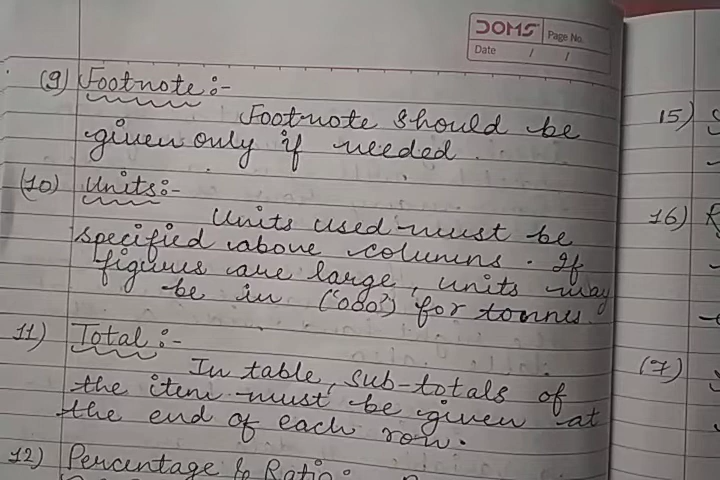 DOMS
Page No.
Date / /
(9) Footnote :-
Footnote should be
given only if needed.
(10) Units :-
Units used must be
specified above columns. If
figures are large, units may
be in ('000') for tonnes.
11) Total :-
In table, sub-totals of
the item must be given at
the end of each row.
12) Percentage & Ratio :-
15)
16)
(7)